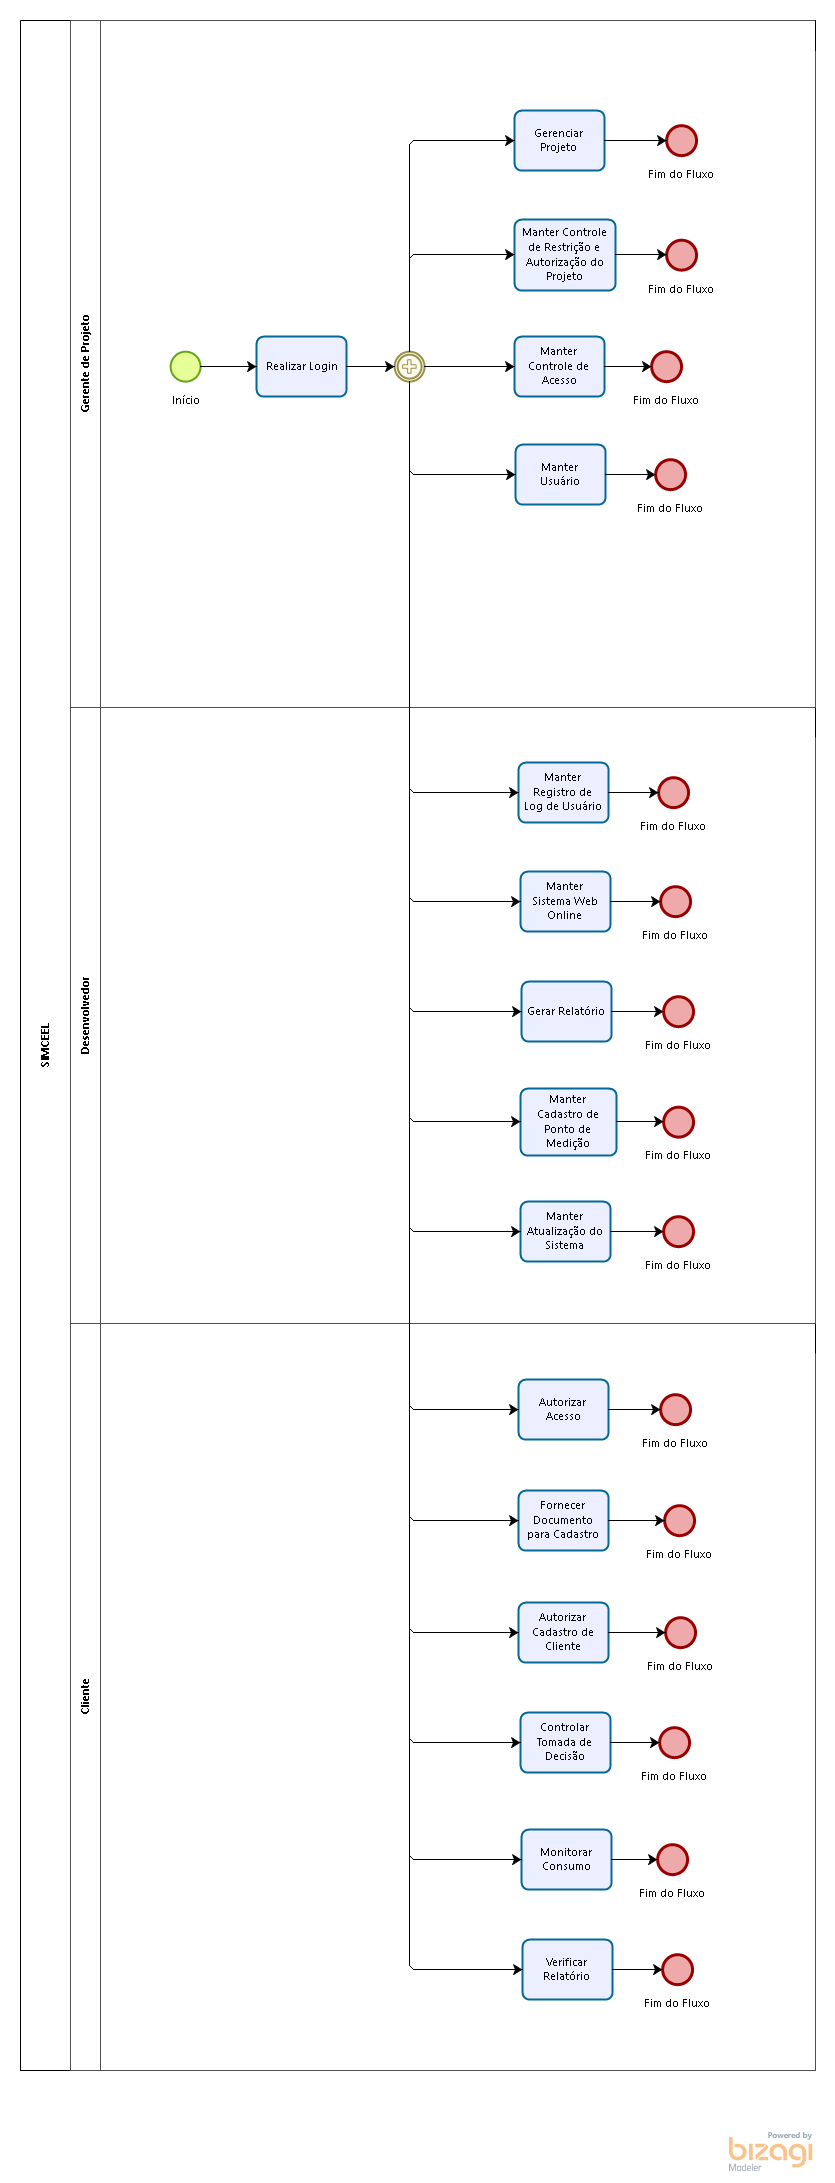 SIMCEEL
Gerente de Projeto
Início
Realizar Login
Gerenciar
Projeto
Fim do Fluxo
Manter Controle
de Restrição e
Autorização do
Projeto
Fim do Fluxo
Manter
Controle de
Acesso
Fim do Fluxo
Manter
Usuário
Fim do Fluxo
Desenvolvedor
Manter
Registro de
Log de Usuário
Fim do Fluxo
Manter
Sistema Web
Online
Fim do Fluxo
Gerar Relatório
Fim do Fluxo
Manter
Cadastro de
Ponto de
Medição
Fim do Fluxo
Manter
Atualização do
Sistema
Fim do Fluxo
Cliente
Autorizar
Acesso
Fim do Fluxo
Fornecer
Documento
para Cadastro
Fim do Fluxo
Autorizar
Cadastro de
Cliente
Fim do Fluxo
Controlar
Tomada de
Decisão
Fim do Fluxo
Monitorar
Consumo
Fim do Fluxo
Verificar
Relatório
Fim do Fluxo
Powered by
bizagi
Modeler